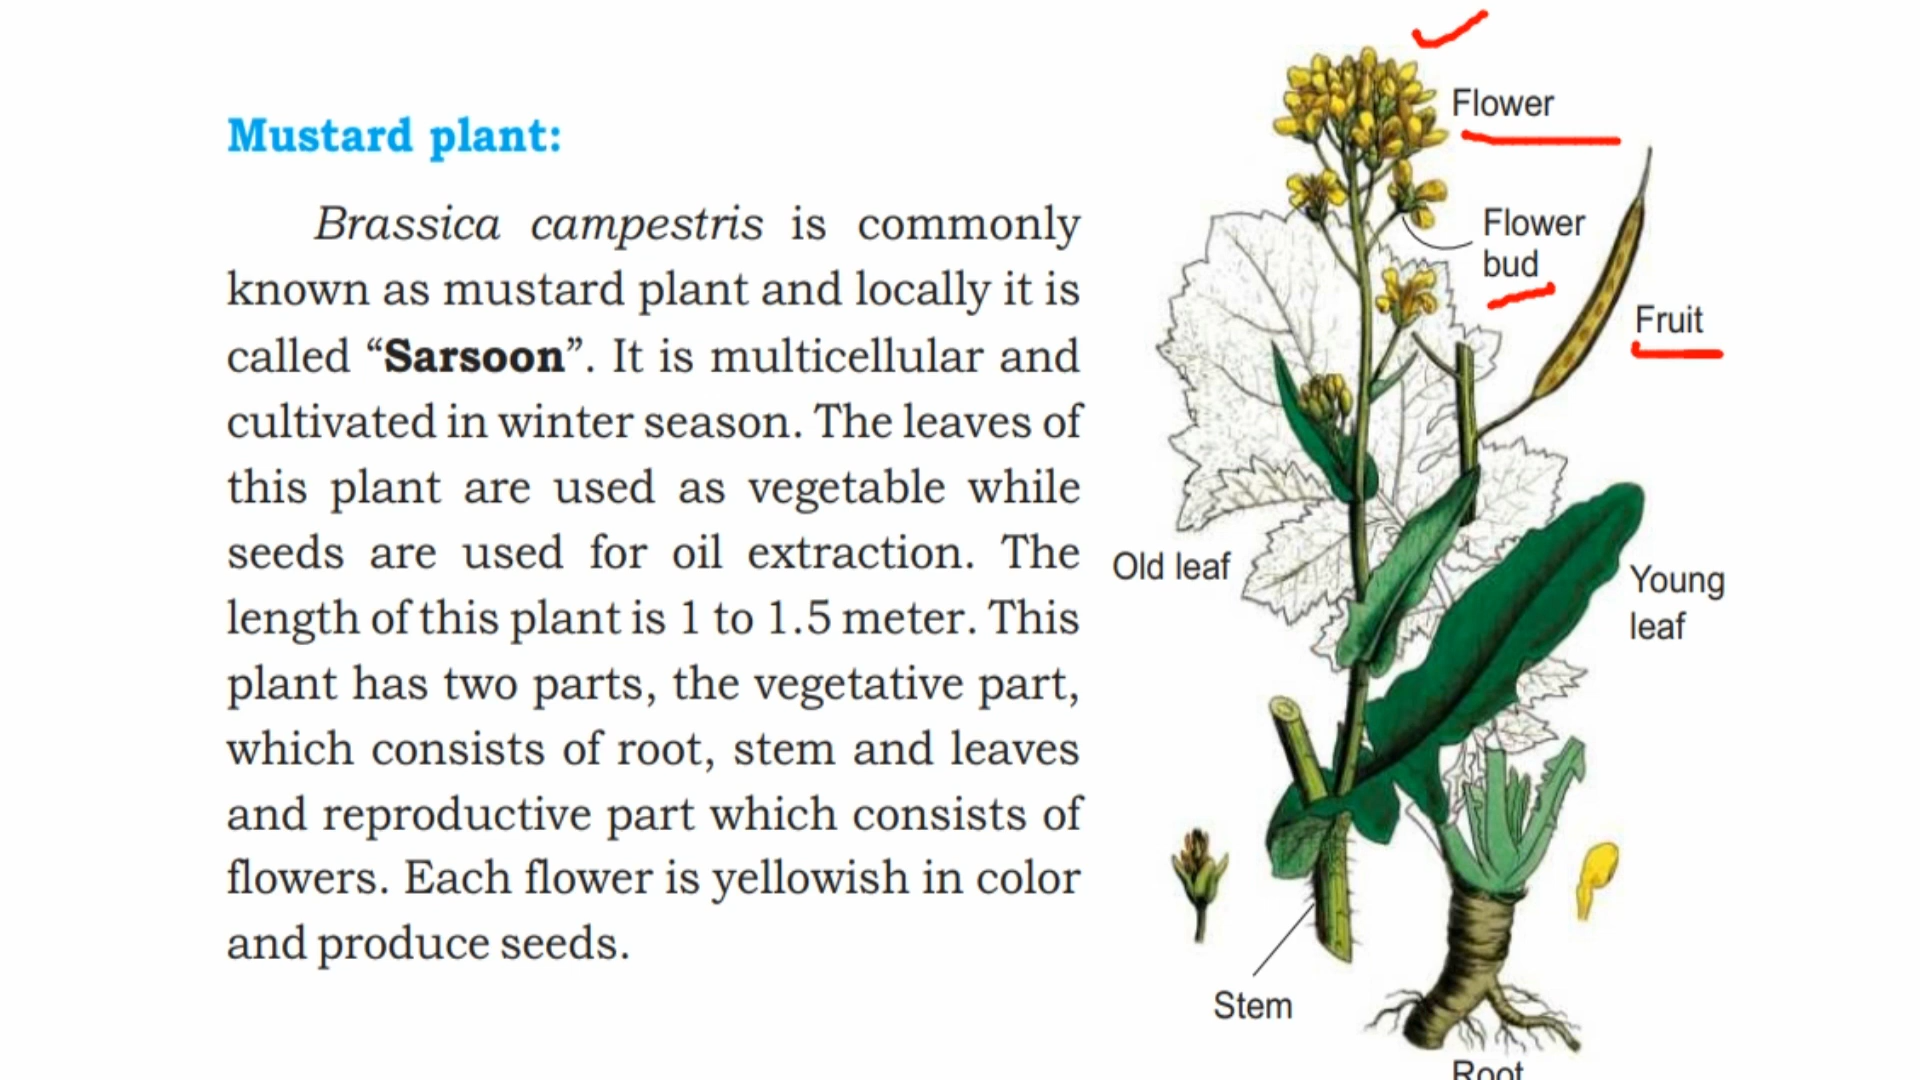 Mustard plant:
Brassica campestris is commonly
known as mustard plant and locally it is
called “Sarsoon”. It is multicellular and
cultivated in winter season. The leaves of
this plant are used as vegetable while
seeds are used for oil extraction. The
length of this plant is 1 to 1.5 meter. This
plant has two parts, the vegetative part,
which consists of root, stem and leaves
and reproductive part which consists of
flowers. Each flower is yellowish in color
and produce seeds.
Flower
Flower
bud
Fruit
Old leaf
Young
leaf
Stem
Root